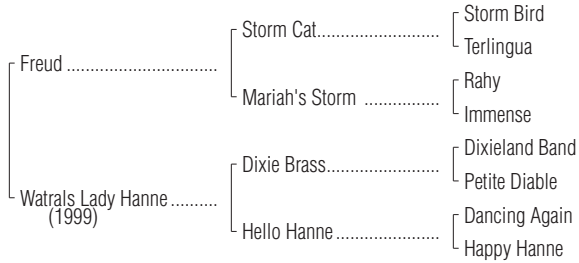 Storm Bird
Storm Cat..........................
Terlingua
Freud ................................
Rahy
Mariah's Storm ................
Immense
Dixieland Band
Dixie Brass........................
Petite Diable
Watrals Lady Hanne..........
(1999)
Dancing Again
Hello Hanne......................
Happy Hanne